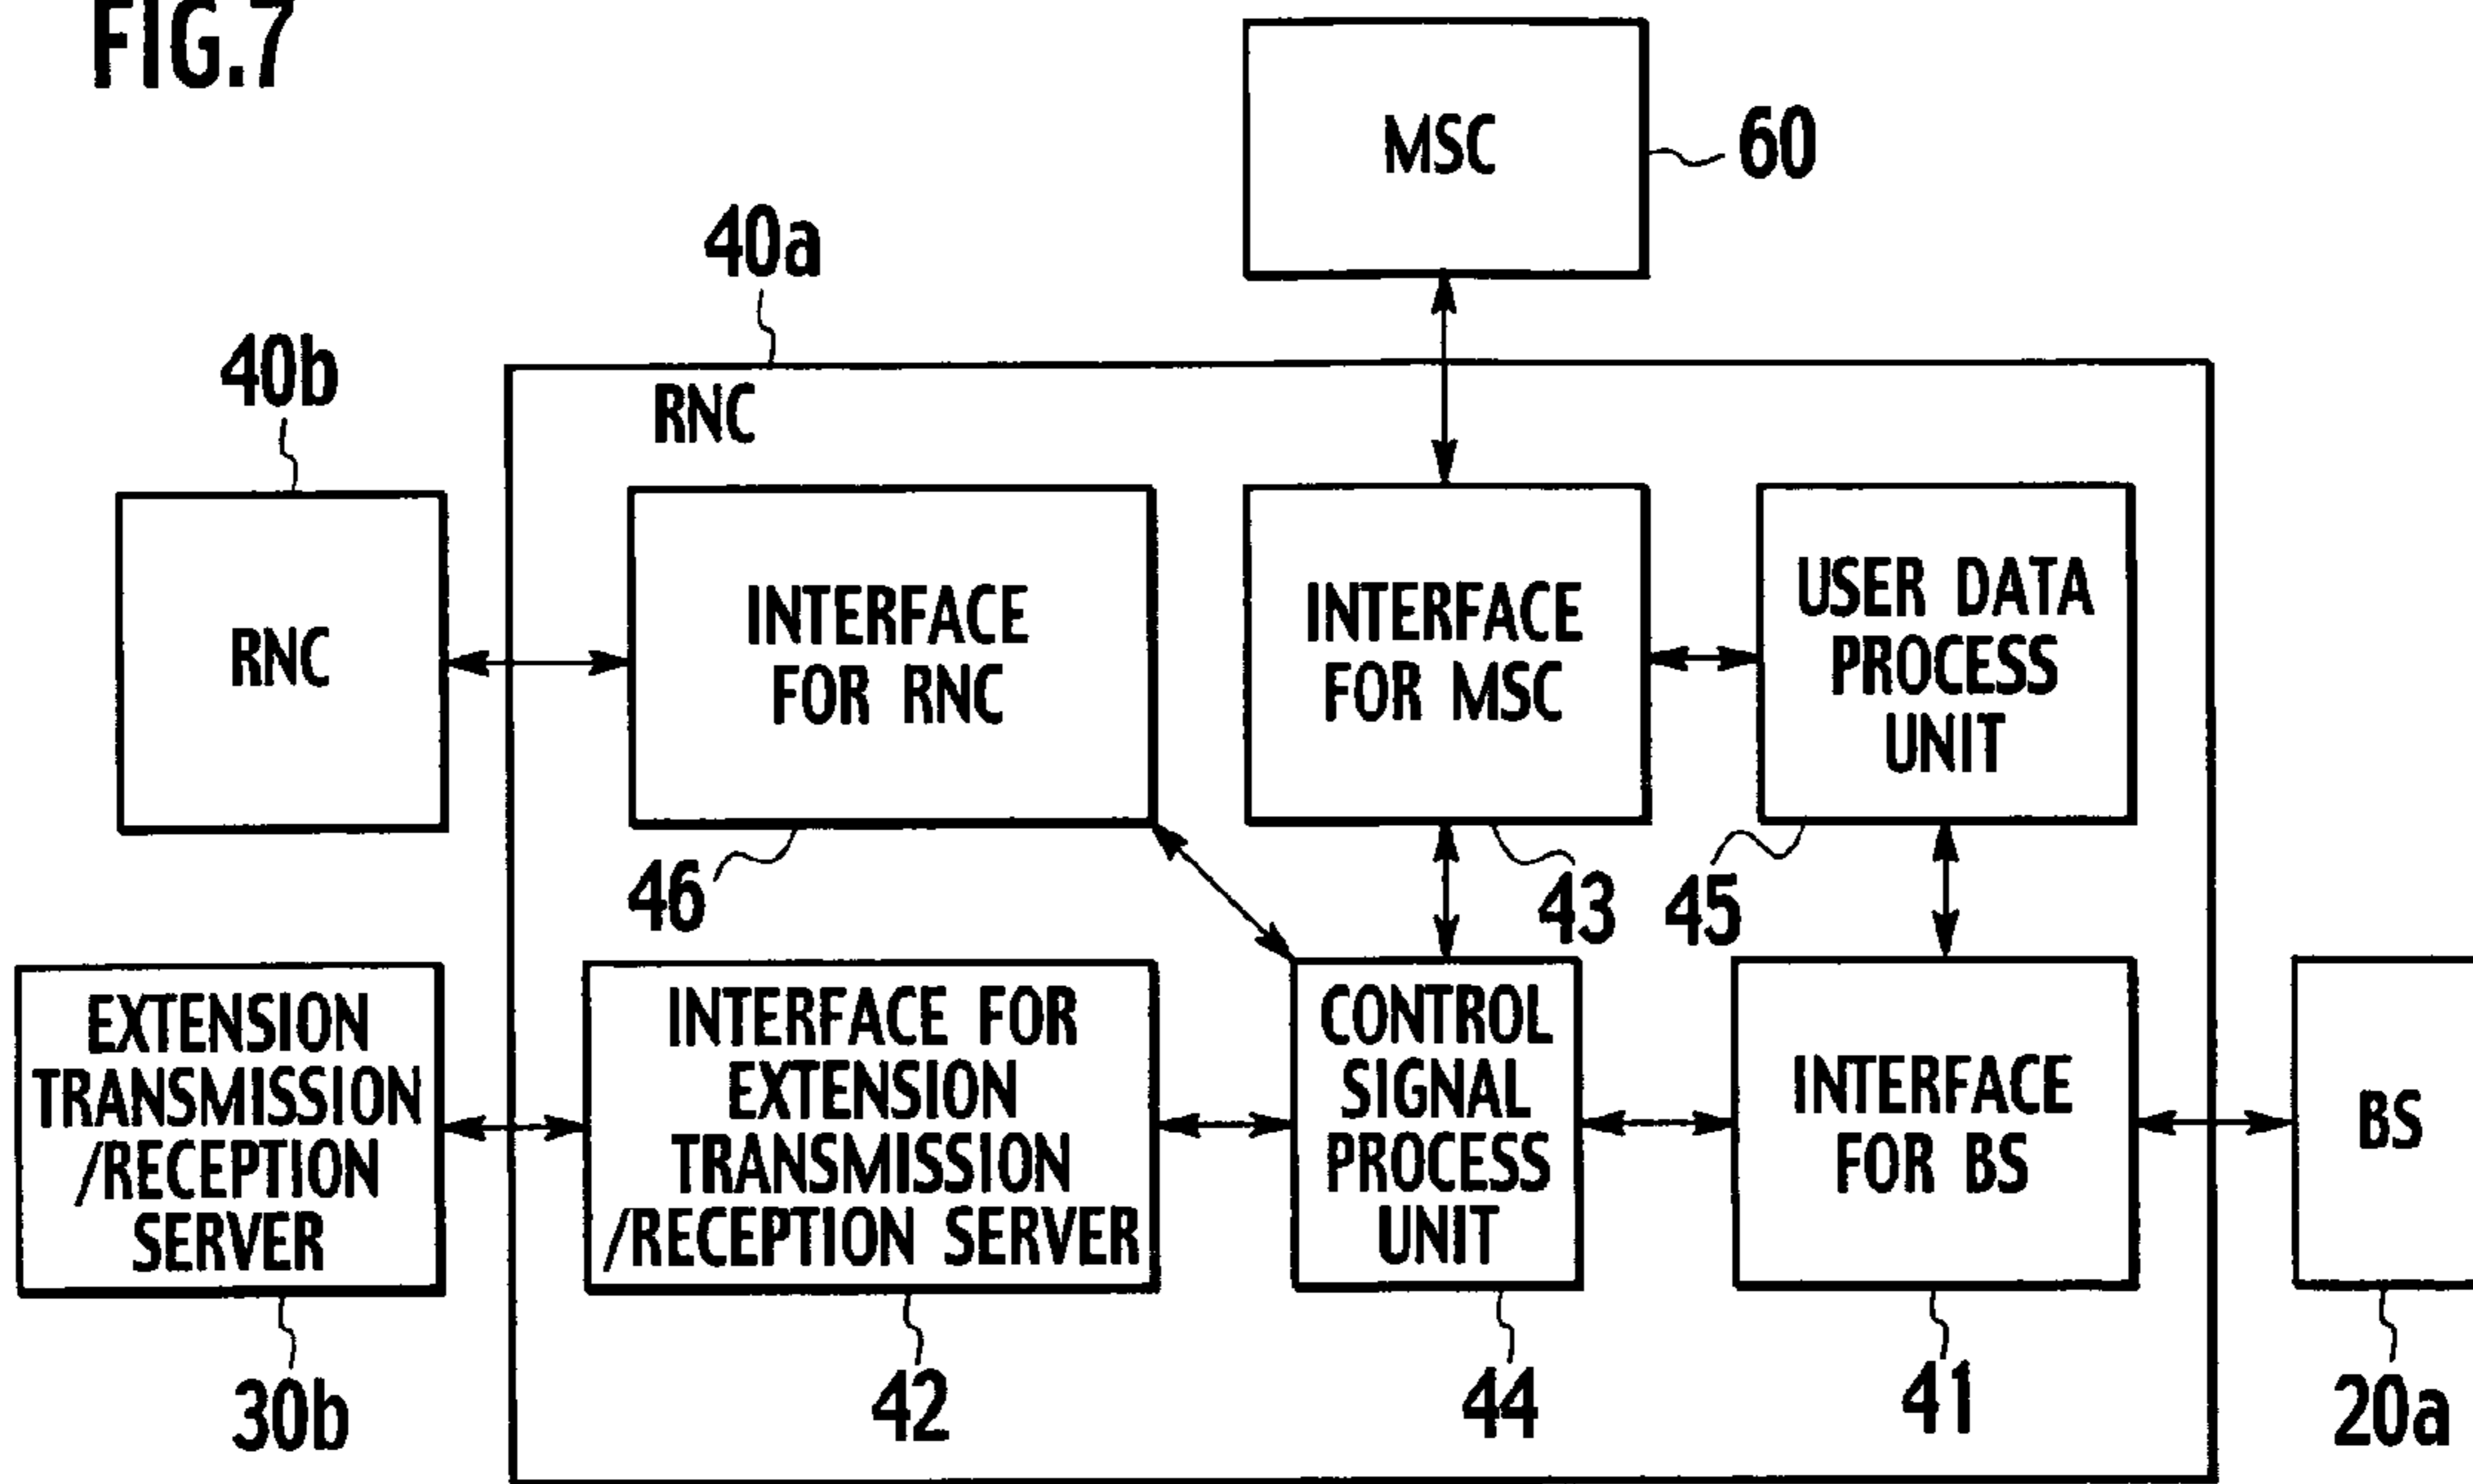 FIG.7
MSC
60
40a
40b
RNC
RNC
INTERFACE
FOR RNC
INTERFACE
FOR MSC
USER DATA
PROCESS
UNIT
46
43
45
EXTENSION
TRANSMISSION
/RECEPTION
SERVER
INTERFACE FOR
EXTENSION
TRANSMISSION
/RECEPTION SERVER
CONTROL
SIGNAL
PROCESS
UNIT
INTERFACE
FOR BS
BS
30b
42
44
41
20a